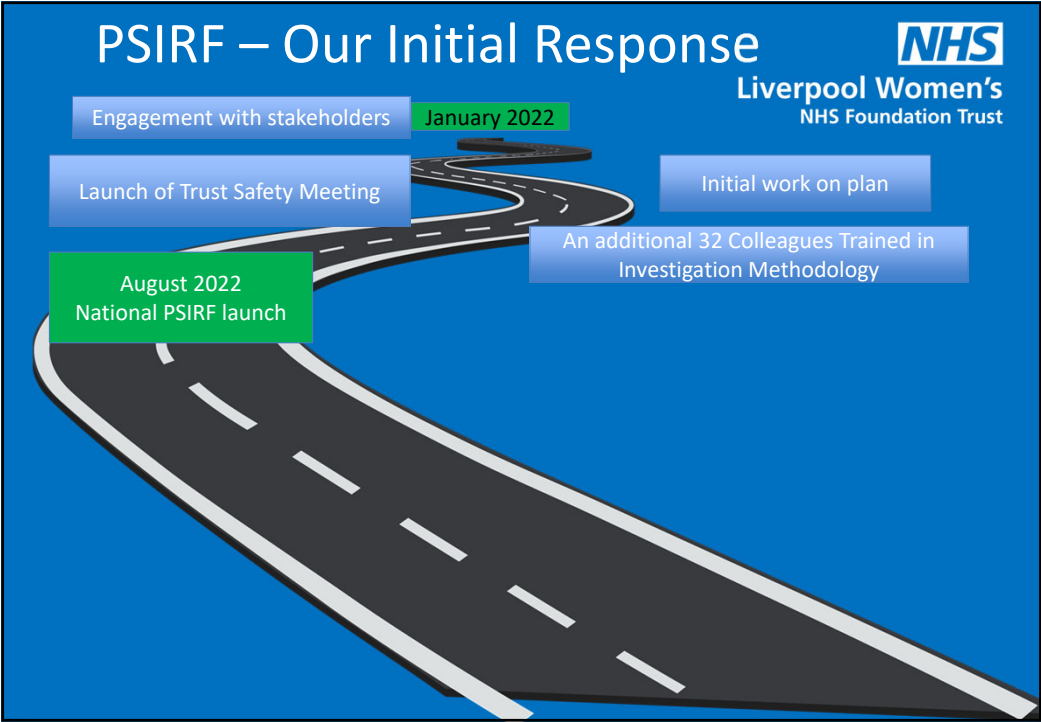 PSIRF – Our Initial Response
NHS
Liverpool Women's
NHS Foundation Trust
Engagement with stakeholders
January 2022
Launch of Trust Safety Meeting
Initial work on plan
An additional 32 Colleagues Trained in
Investigation Methodology
August 2022
National PSIRF launch